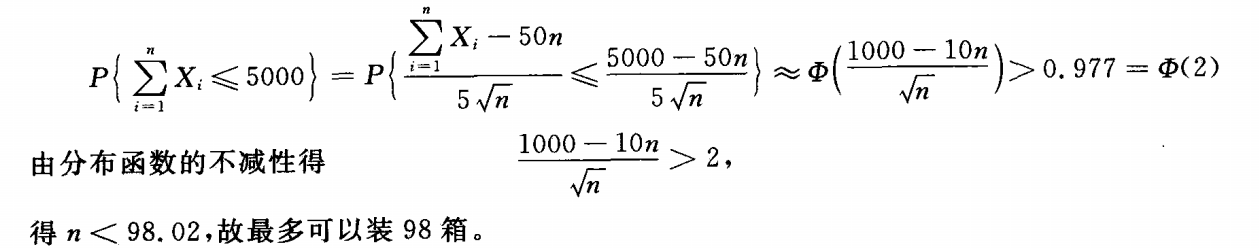 P{∑_{i=1}^{n} X_i ⩽ 5000} = P{(∑_{i=1}^{n} X_i − 50n)/(5√n) ⩽ (5000 − 50n)/(5√n)} ≈ Φ((1000 − 10n)/√n) > 0.977 = Φ(2)
由分布函数的不减性得 (1000 − 10n)/√n > 2,
得 n < 98.02,故最多可以装 98 箱。